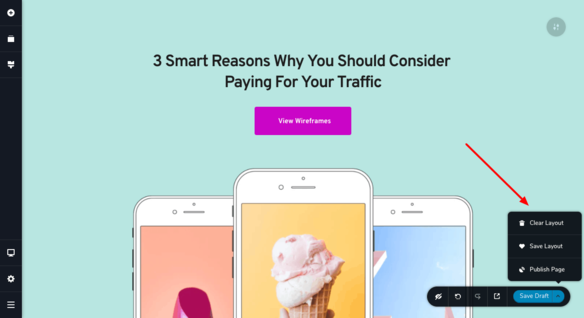 3 Smart Reasons Why You Should Consider
Paying For Your Traffic
View Wireframes
Clear Layout
Save Layout
Publish Page
Save Draft